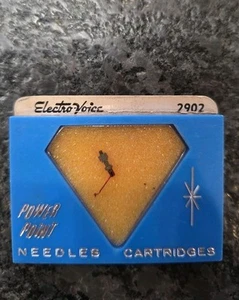 Electro-Voice 2902
POWER
POINT
NEEDLES CARTRIDGES